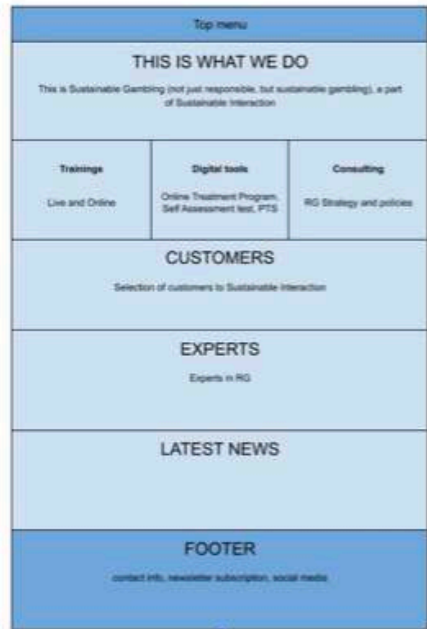 Top menu
THIS IS WHAT WE DO
This is Sustainable Gambling (not just responsible, but sustainable gambling), a part
of Sustainable Interaction
Trainings
Live and Online
Digital tools
Online Treatment Program,
Self Assessment test, PTS
Consulting
RG Strategy and policies
CUSTOMERS
Selection of customers to Sustainable Interaction
EXPERTS
Experts in RG
LATEST NEWS
FOOTER
contact info, newsletter subscription, social media